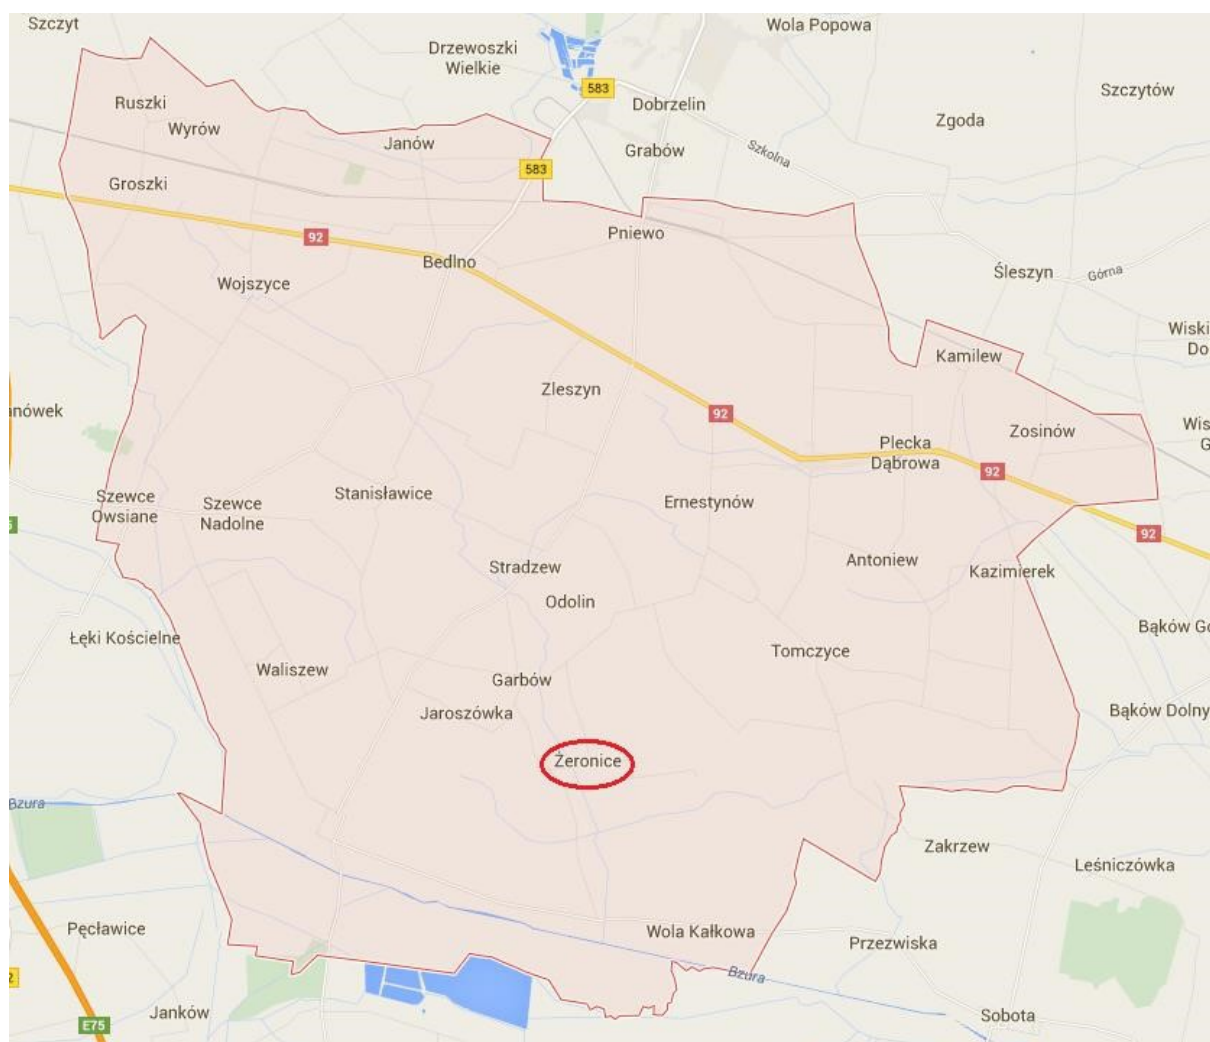 Szczyt
Wola Popowa
Drzewoszki
Wielkie
583
Szczytów
Ruszki
Dobrzelin
Zgoda
Wyrów
Janów
Grabów
Szkolna
583
Groszki
92
Pniewo
Bedlno
Śleszyn
Górna
Wojszyce
Wiski
Do
Kamilew
Zleszyn
anówek
92
Wis
G
Zosinów
Plecka
Dąbrowa
92
Szewce
Owsiane
Szewce
Nadolne
Stanisławice
Ernestynów
92
Stradzew
Antoniew
Kazimierek
Odolin
Łęki Kościelne
Bąków Go
Waliszew
Tomczyce
Garbów
Jaroszówka
Bąków Dolny
Żeronice
Bzura
Zakrzew
Leśniczówka
Pęcławice
Wola Kałkowa
Przezwiska
2
Bzura
Janków
Sobota
E75